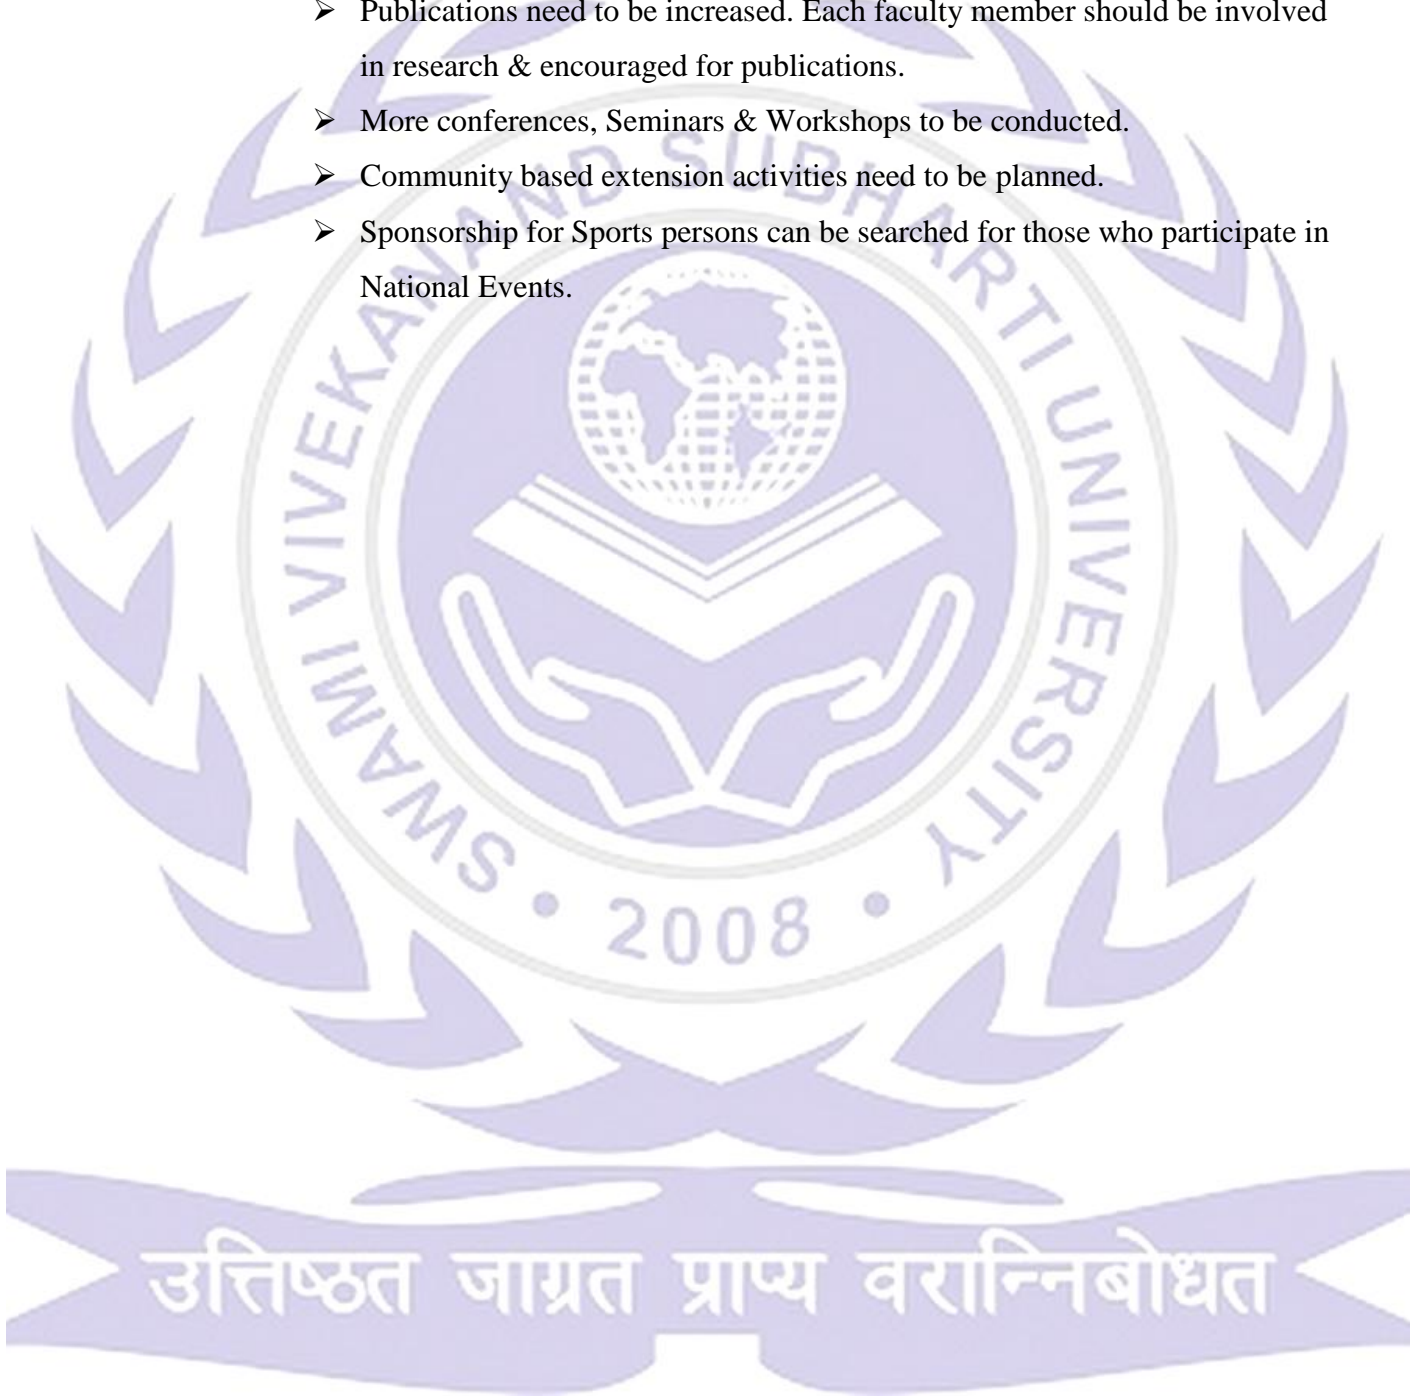 ➢ Publications need to be increased. Each faculty member should be involved
in research & encouraged for publications.
➢ More conferences, Seminars & Workshops to be conducted.
➢ Community based extension activities need to be planned.
➢ Sponsorship for Sports persons can be searched for those who participate in
National Events.
SWAMI VIVEKANAND SUBHARTI UNIVERSITY
• 2008 •
उत्तिष्ठत जाग्रत प्राप्य वरान्निबोधत